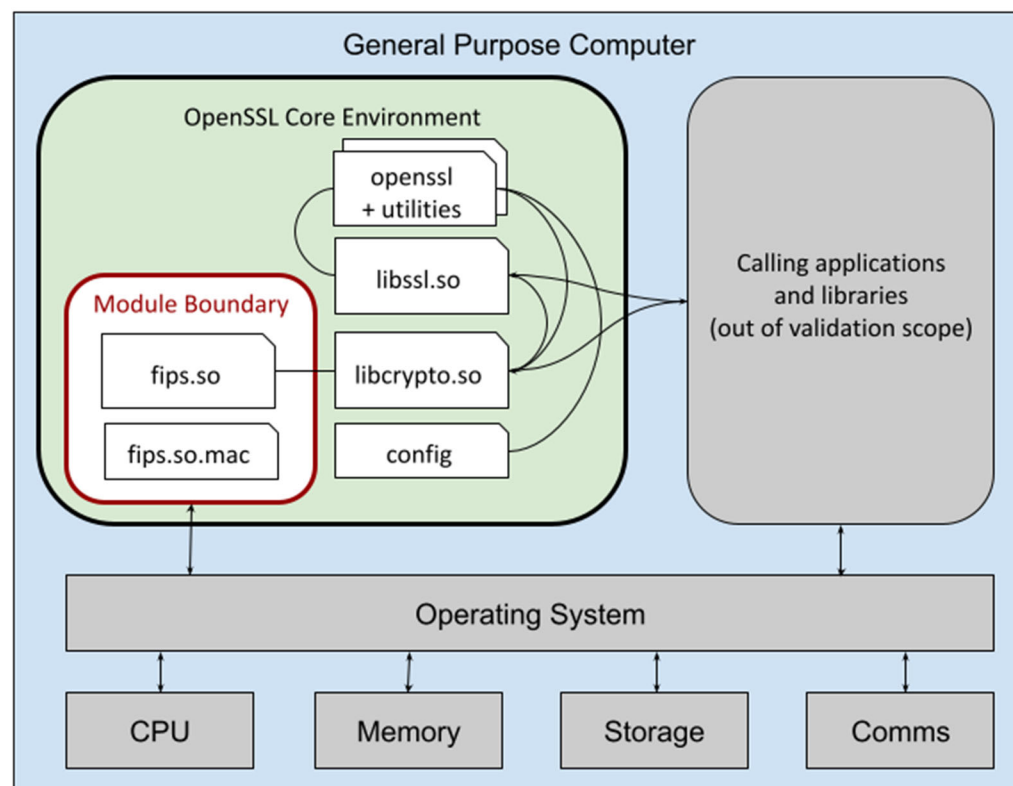 General Purpose Computer
OpenSSL Core Environment
openssl
+ utilities
libssl.so
Module Boundary
fips.so
libcrypto.so
fips.so.mac
config
Calling applications
and libraries
(out of validation scope)
Operating System
CPU
Memory
Storage
Comms